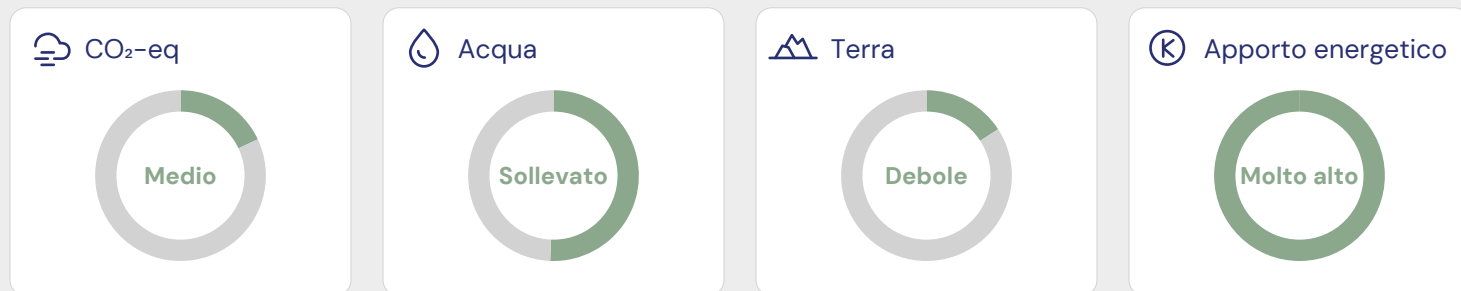 CO₂-eq
Medio
Acqua
Sollevato
Terra
Debole
Apporto energetico
Molto alto